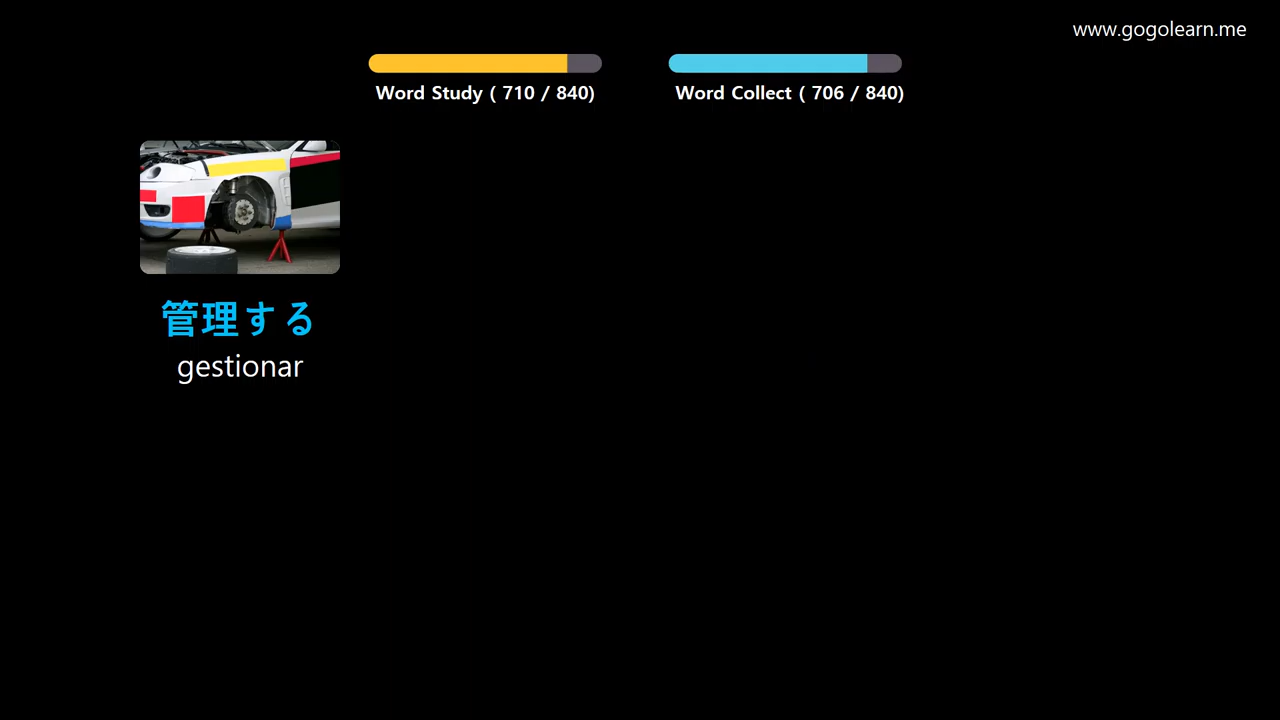 www.gogolearn.me
Word Study ( 710 / 840)
Word Collect ( 706 / 840)
管理する
gestionar